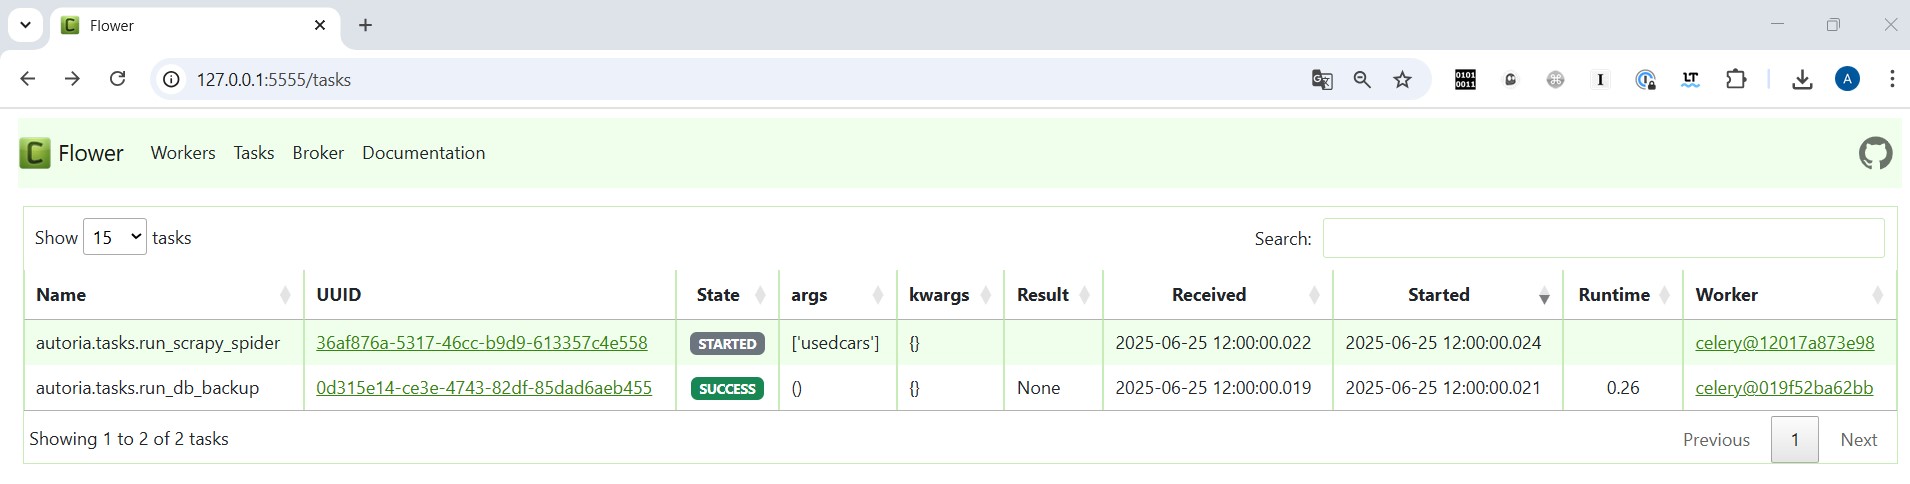 Flower
127.0.0.1:5555/tasks
0101
0011
I
LT
A
C Flower Workers Tasks Broker Documentation
Show 15 tasks
Search:
Name UUID State args kwargs Result Received Started Runtime Worker
autoria.tasks.run_scrapy_spider 36af876a-5317-46cc-b9d9-613357c4e558 STARTED ['usedcars'] {} 2025-06-25 12:00:00.022 2025-06-25 12:00:00.024 celery@12017a873e98
autoria.tasks.run_db_backup 0d315e14-ce3e-4743-82df-85dad6aeb455 SUCCESS () {} None 2025-06-25 12:00:00.019 2025-06-25 12:00:00.021 0.26 celery@019f52ba62bb
Showing 1 to 2 of 2 tasks
Previous 1 Next